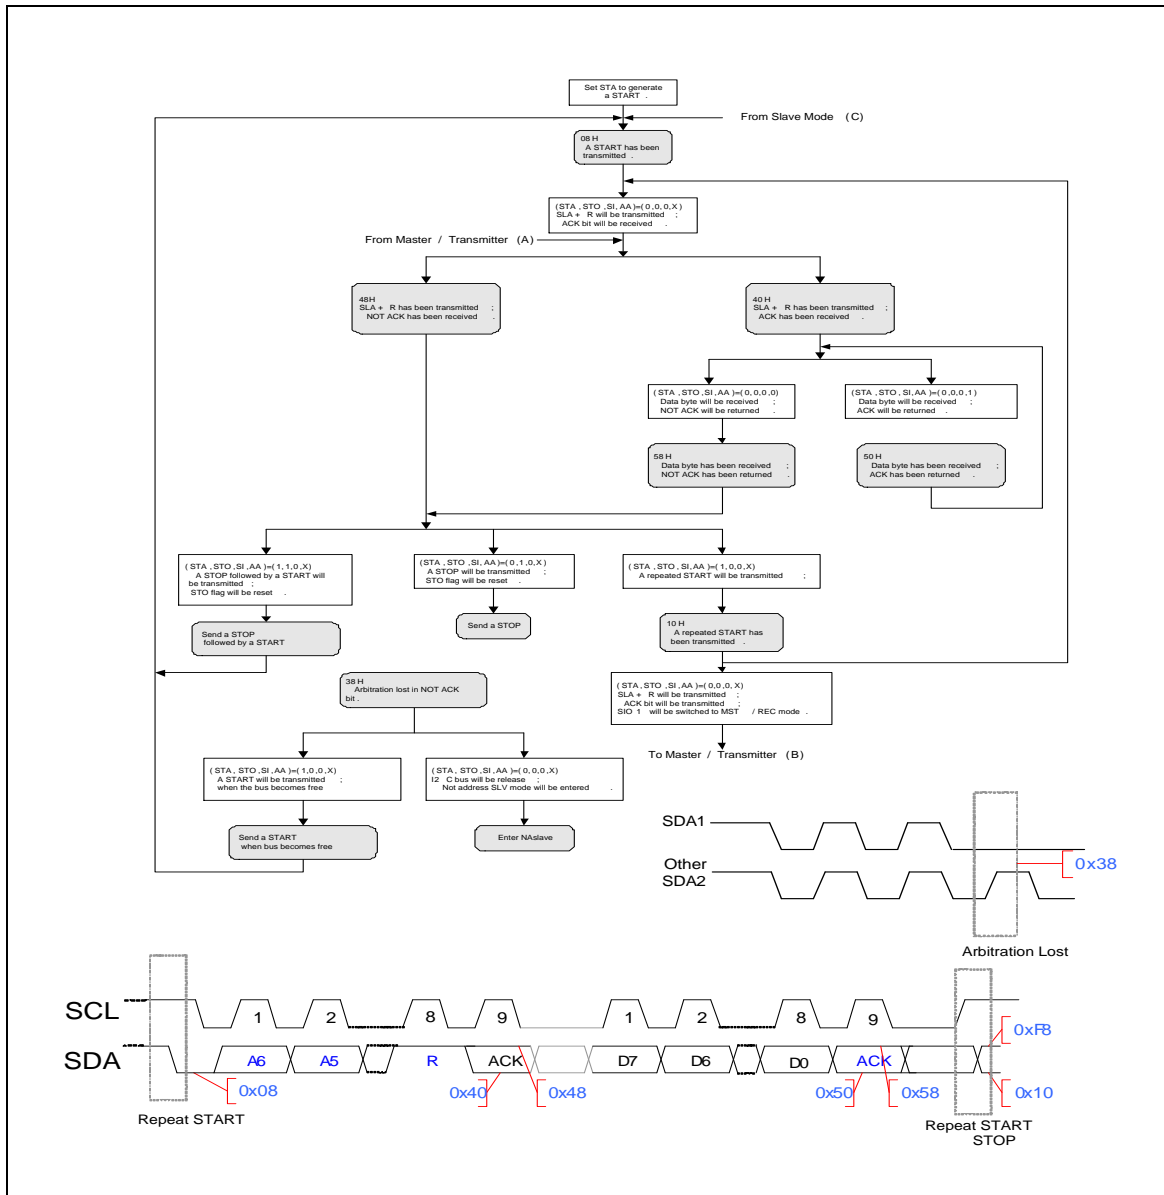 Set STA to generate
a START .
From Slave Mode (C)
08 H
A START has been
transmitted .
(STA ,STO ,SI,AA )=(0,0,0,X)
SLA + R will be transmitted ;
ACK bit will be received .
From Master / Transmitter (A)
48H
SLA + R has been transmitted ;
NOT ACK has been received .
40 H
SLA + R has been transmitted ;
ACK has been received .
(STA ,STO ,SI,AA )=(0,0,0,0)
Data byte will be received ;
NOT ACK will be returned .
(STA ,STO ,SI,AA )=(0,0,0,1)
Data byte will be received ;
ACK will be returned .
58 H
Data byte has been received ;
NOT ACK has been returned .
50 H
Data byte has been received ;
ACK has been returned .
(STA ,STO ,SI,AA )=(1,1,0,X)
A STOP followed by a START will
be transmitted ;
STO flag will be reset .
(STA ,STO ,SI,AA )=(0,1,0,X)
A STOP will be transmitted ;
STO flag will be reset .
(STA ,STO ,SI,AA )=(1,0,0,X)
A repeated START will be transmitted ;
Send a STOP
followed by a START
Send a STOP
10 H
A repeated START has
been transmitted .
38 H
Arbitration lost in NOT ACK
bit .
(STA ,STO ,SI,AA )=(0,0,0,X)
SLA + R will be transmitted ;
ACK bit will be transmitted ;
SIO 1 will be switched to MST / REC mode .
To Master / Transmitter (B)
(STA , STO ,SI,AA )=(1,0,0,X)
A START will be transmitted ;
when the bus becomes free
(STA , STO ,SI,AA )=(0,0,0,X)
I2 C bus will be release ;
Not address SLV mode will be entered .
Send a START
when bus becomes free
Enter NAslave
SDA1
Other
SDA2
0x38
Arbitration Lost
SCL
1 2 8 9 1 2 8 9
0xF8
SDA
A6 A5 R ACK D7 D6 D0 ACK
0x08 0x40 0x48 0x50 0x58 0x10
Repeat START
Repeat START
STOP